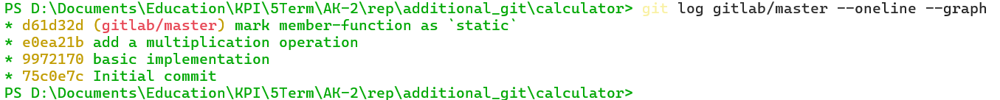 PS D:\Documents\Education\KPI\5Term\AK-2\rep\additional_git\calculator> git log gitlab/master --oneline --graph
* d61d32d (gitlab/master) mark member-function as `static`
* e0ea21b add a multiplication operation
* 9972170 basic implementation
* 75c0e7c Initial commit
PS D:\Documents\Education\KPI\5Term\AK-2\rep\additional_git\calculator>